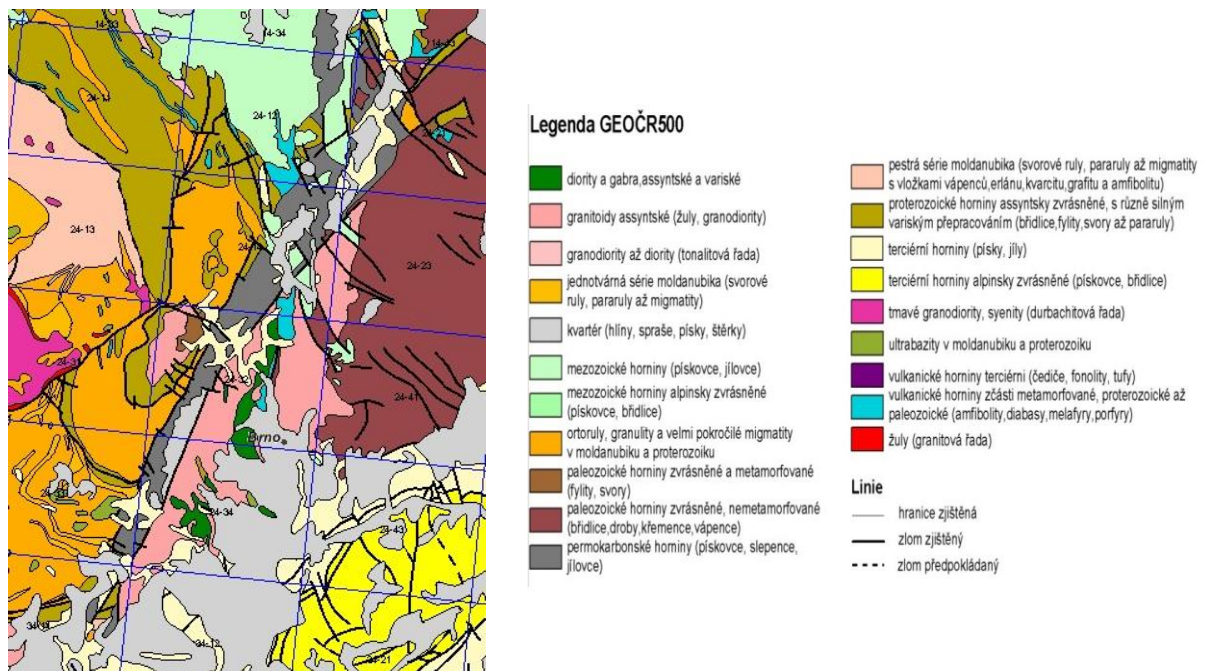 14-33
14-34
14-43
24-11
24-12
24-13
24-14
24-23
24-31
24-41
Brno
24-34
24-43
34-12
34-21
Legenda GEOČR500
diority a gabra,assyntské a variské
granitoidy assyntské (žuly, granodiority)
granodiority až diority (tonalitová řada)
jednotvárná série moldanubika (svorové
ruly, pararuly až migmatity)
kvartér (hlíny, spraše, písky, štěrky)
mezozoické horniny (pískovce, jílovce)
mezozoické horniny alpinsky zvrásněné
(pískovce, břidlice)
ortoruly, granulity a velmi pokročilé migmatity
v moldanubiku a proterozoiku
paleozoické horniny zvrásněné a metamorfované
(fylity, svory)
paleozoické horniny zvrásněné, nemetamorfované
(břidlice,droby,křemence,vápence)
permokarbonské horniny (pískovce, slepence,
jílovce)
pestrá série moldanubika (svorové ruly, pararuly až migmatity
s vložkami vápenců,erlánu,kvarcitu,grafitu a amfibolitu)
proterozoické horniny assyntsky zvrásněné, s různě silným
variským přepracováním (břidlice,fylity,svory až pararuly)
terciérní horniny (písky, jíly)
terciérní horniny alpinsky zvrásněné (pískovce, břidlice)
tmavé granodiority, syenity (durbachitová řada)
ultrabazity v moldanubiku a proterozoiku
vulkanické horniny terciérni (čediče, fonolity, tufy)
vulkanické horniny zčásti metamorfované, proterozoické až
paleozoické (amfibolity,diabasy,melafyry,porfyry)
žuly (granitová řada)
Linie
hranice zjištěná
zlom zjištěný
zlom předpokládaný